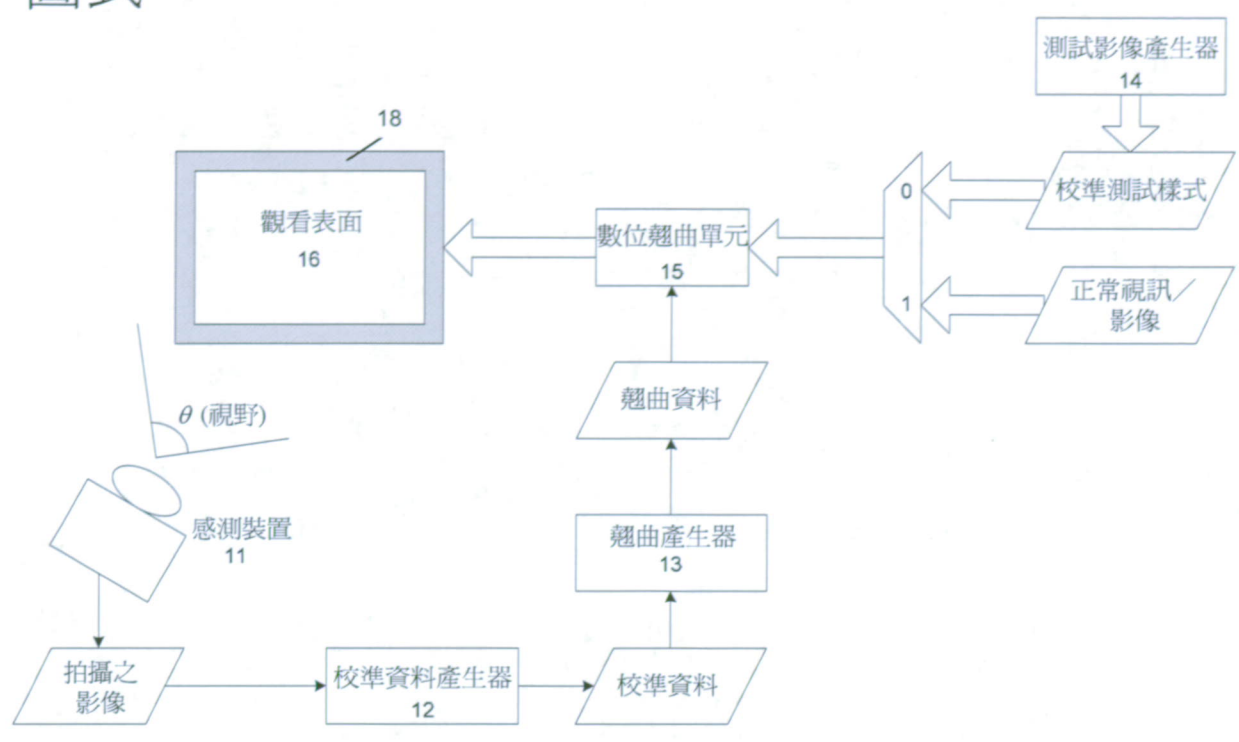 圖式
測試影像產生器
14
18
觀看表面
16
數位翹曲單元
15
0
1
校準測試樣式
正常視訊／
影像
翹曲資料
θ (視野)
感測裝置
11
翹曲產生器
13
拍攝之
影像
校準資料產生器
12
校準資料